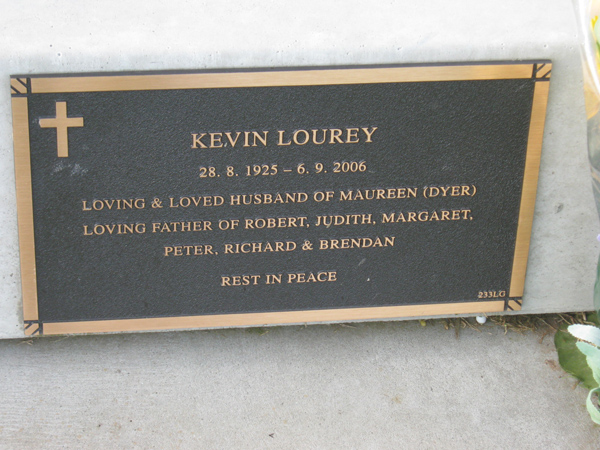 KEVIN LOUREY
28. 8. 1925 – 6. 9. 2006
LOVING & LOVED HUSBAND OF MAUREEN (DYER)
LOVING FATHER OF ROBERT, JUDITH, MARGARET,
PETER, RICHARD & BRENDAN
REST IN PEACE